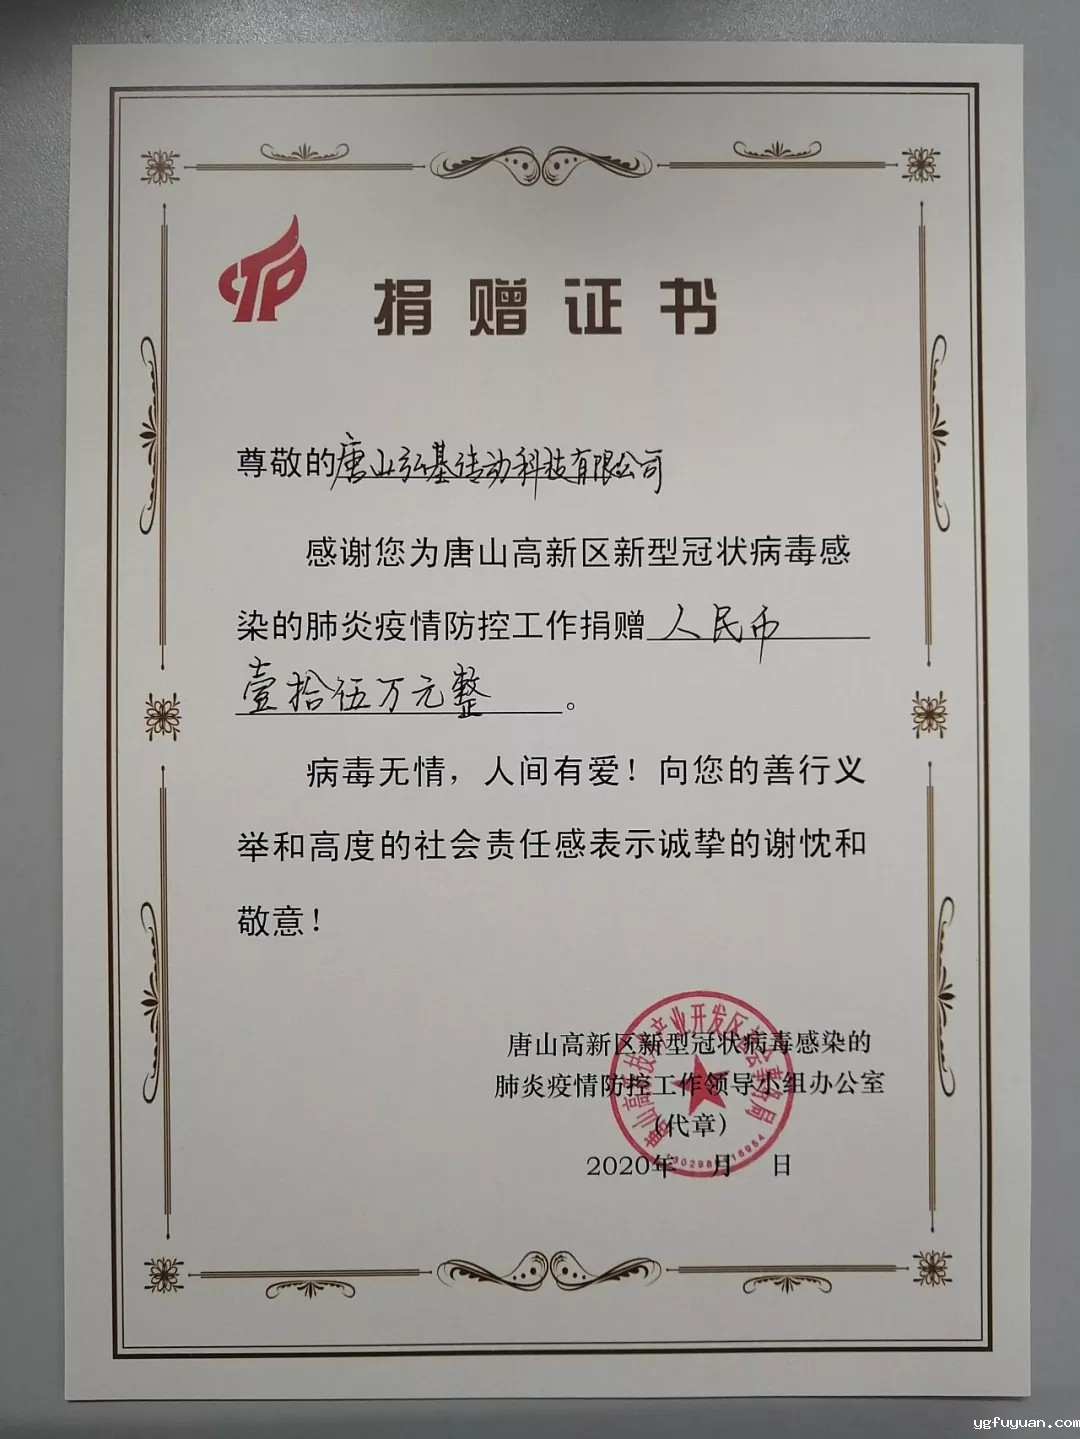 捐赠证书
尊敬的唐山弘基传动科技有限公司
感谢您为唐山高新区新型冠状病毒感
染的肺炎疫情防控工作捐赠人民币
壹拾伍万元整。
病毒无情，人间有爱！向您的善行义
举和高度的社会责任感表示诚挚的谢忱和
敬意！
唐山高新区新型冠状病毒感染的
肺炎疫情防控工作领导小组办公室
（代章）
2020年 月 日
ygfuyuan.com